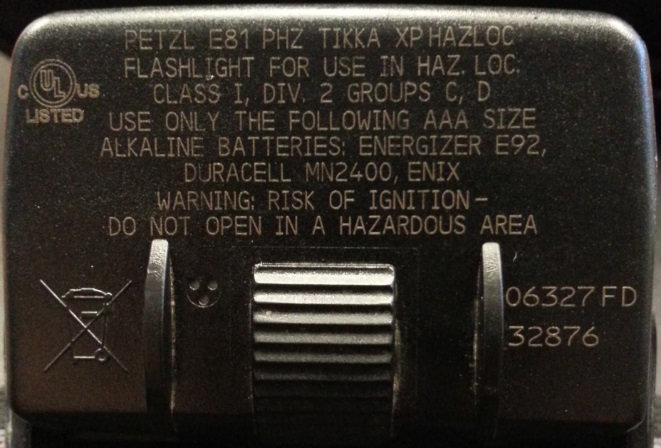 PETZL E81 PHZ TIKKA XP HAZLOC
FLASHLIGHT FOR USE IN HAZ. LOC.
CLASS I, DIV. 2 GROUPS C, D
USE ONLY THE FOLLOWING AAA SIZE
ALKALINE BATTERIES: ENERGIZER E92,
DURACELL MN2400, ENIX
WARNING: RISK OF IGNITION –
DO NOT OPEN IN A HAZARDOUS AREA
C UL US
LISTED
06327FD
32876